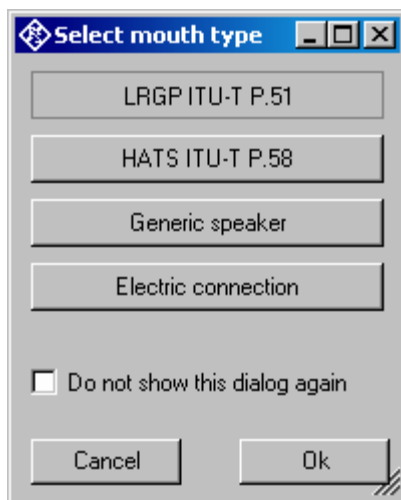 Select mouth type
LRGP ITU-T P.51
HATS ITU-T P.58
Generic speaker
Electric connection
Do not show this dialog again
Cancel Ok